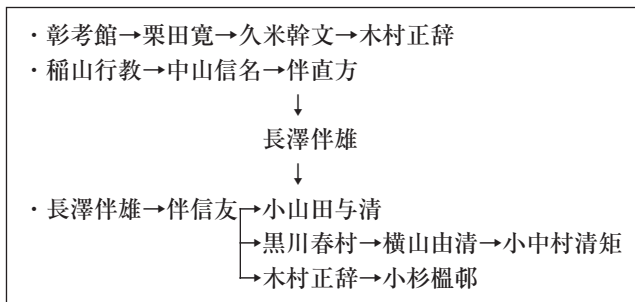 ・彰考館→栗田寛→久米幹文→木村正辞
・稲山行教→中山信名→伴直方
↓
長澤伴雄
↓
・長澤伴雄→伴信友→小山田与清
→黒川春村→横山由清→小中村清矩
→木村正辞→小杉榲邨